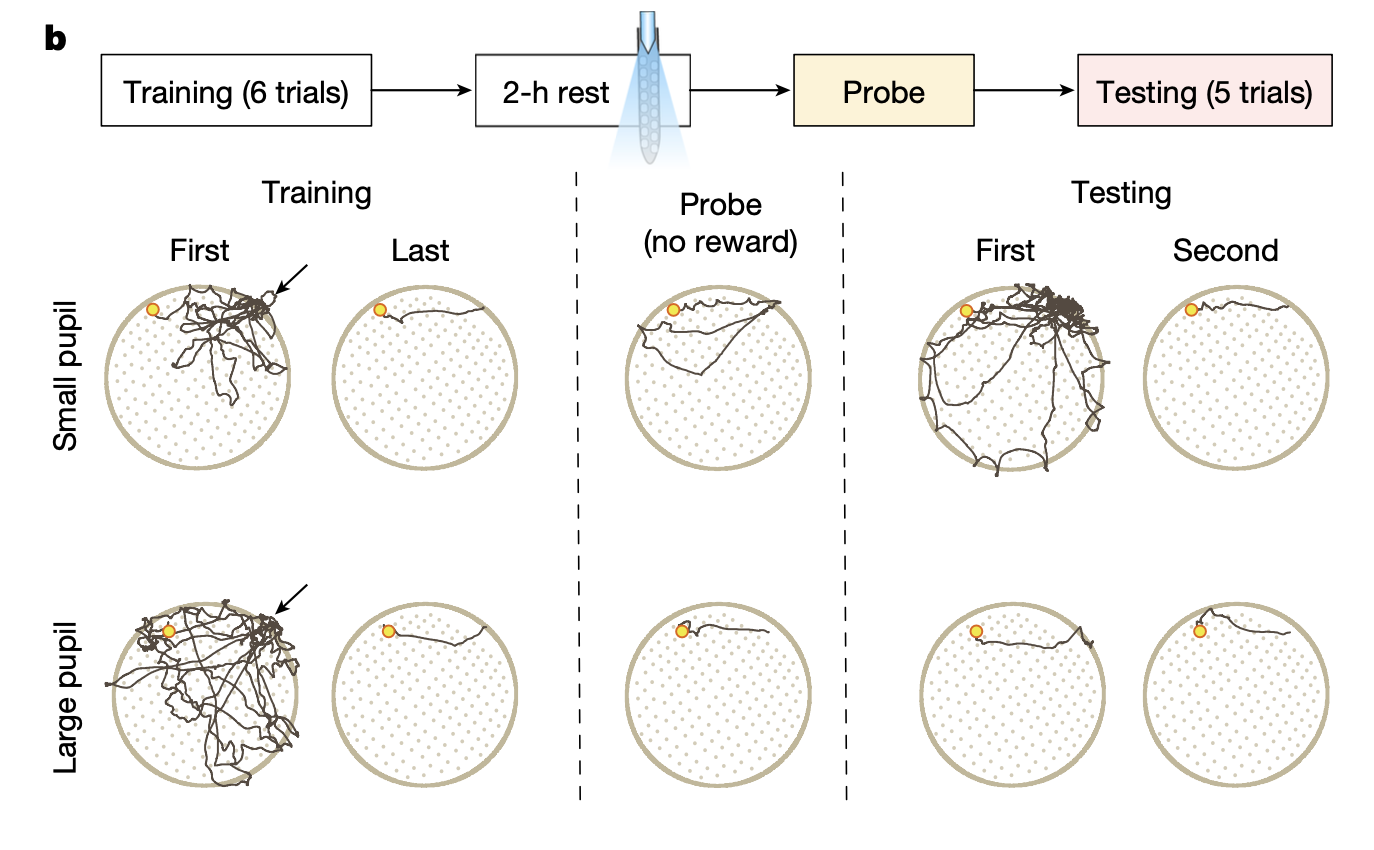 b
Training (6 trials)
2-h rest
Probe
Testing (5 trials)
Training
Probe
(no reward)
Testing
First
Last
First
Second
Small pupil
Large pupil